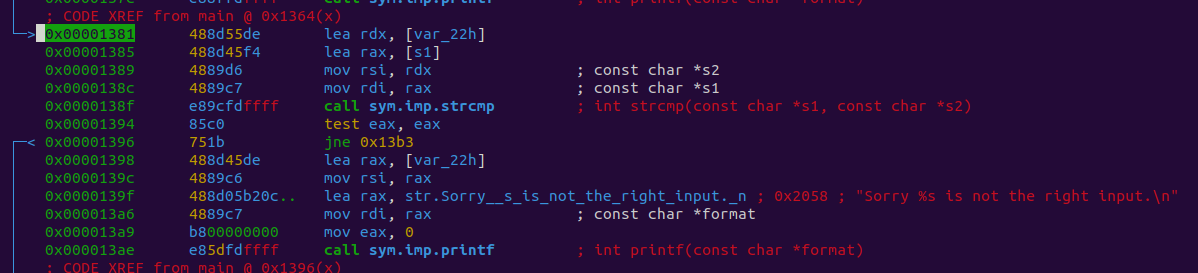 ; int printf(const char *format)
; CODE XREF from main @ 0x1364(x)
> 0x00001381 488d55de lea rdx, [var_22h]
0x00001385 488d45f4 lea rax, [s1]
0x00001389 4889d6 mov rsi, rdx ; const char *s2
0x0000138c 4889c7 mov rdi, rax ; const char *s1
0x0000138f e89cfdffff call sym.imp.strcmp ; int strcmp(const char *s1, const char *s2)
0x00001394 85c0 test eax, eax
< 0x00001396 751b jne 0x13b3
0x00001398 488d45de lea rax, [var_22h]
0x0000139c 4889c6 mov rsi, rax
0x0000139f 488d05b20c.. lea rax, str.Sorry__s_is_not_the_right_input._n ; 0x2058 ; "Sorry %s is not the right input.\n"
0x000013a6 4889c7 mov rdi, rax ; const char *format
0x000013a9 b800000000 mov eax, 0
0x000013ae e85dfdffff call sym.imp.printf ; int printf(const char *format)
; CODE XREF from main @ 0x1396(x)